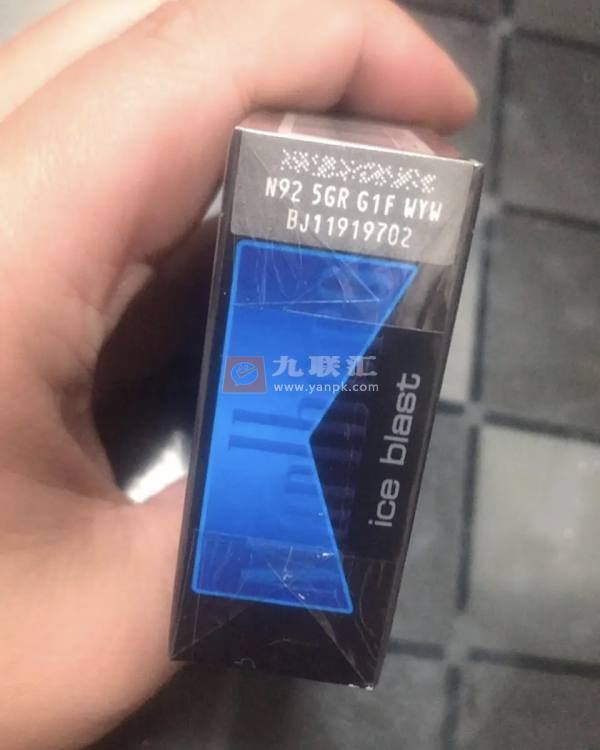 N92 5GR G1F WYW
BJ11919702
九联汇
www.yanpk.com
ice blast